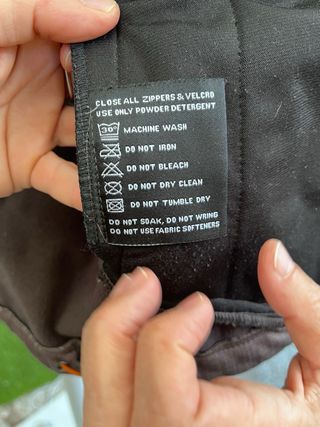 CLOSE ALL ZIPPERS & VELCRO
USE ONLY POWDER DETERGENT
30° MACHINE WASH
DO NOT IRON
DO NOT BLEACH
DO NOT DRY CLEAN
DO NOT TUMBLE DRY
DO NOT SOAK, DO NOT WRING
DO NOT USE FABRIC SOFTENERS